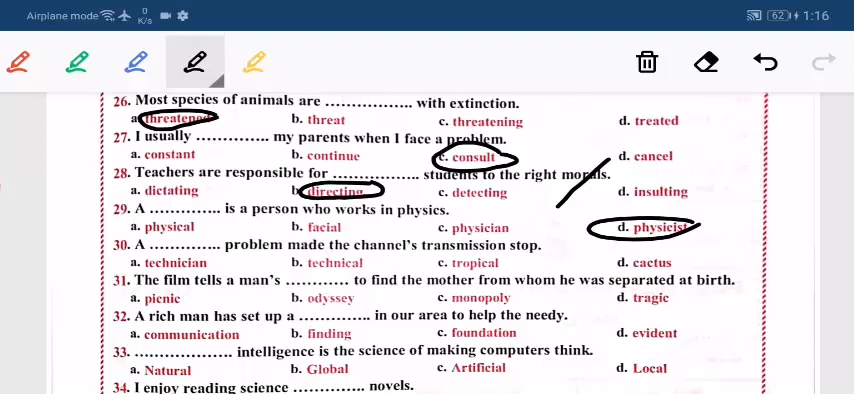 Airplane mode 0 K/s 62 1:16
26. Most species of animals are ................ with extinction.
a. threatened b. threat c. threatening d. treated
27. I usually ............. my parents when I face a problem.
a. constant b. continue c. consult d. cancel
28. Teachers are responsible for ................. students to the right morals.
a. dictating b. directing c. detecting d. insulting
29. A ............. is a person who works in physics.
a. physical b. facial c. physician d. physicist
30. A ............. problem made the channel's transmission stop.
a. technician b. technical c. tropical d. cactus
31. The film tells a man's ............ to find the mother from whom he was separated at birth.
a. picnic b. odyssey c. monopoly d. tragic
32. A rich man has set up a ............. in our area to help the needy.
a. communication b. finding c. foundation d. evident
33. .................. intelligence is the science of making computers think.
a. Natural b. Global c. Artificial d. Local
34. I enjoy reading science ............. novels.